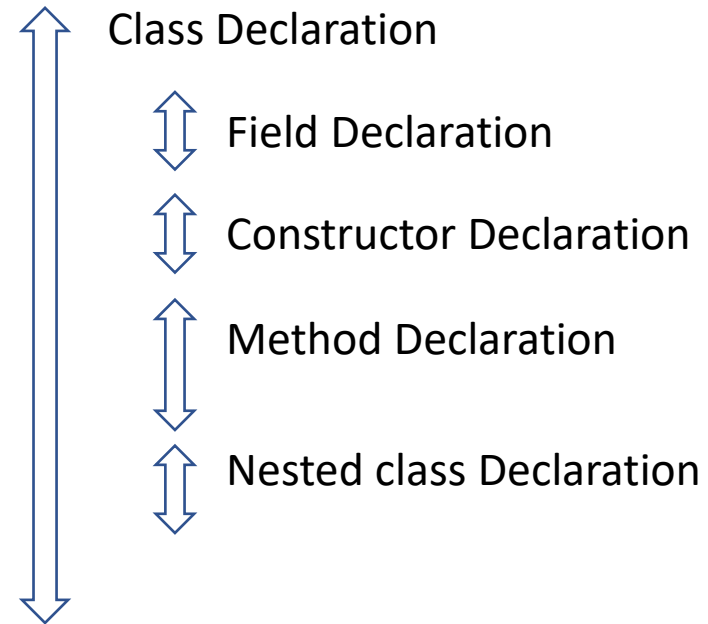 Class Declaration
Field Declaration
Constructor Declaration
Method Declaration
Nested class Declaration